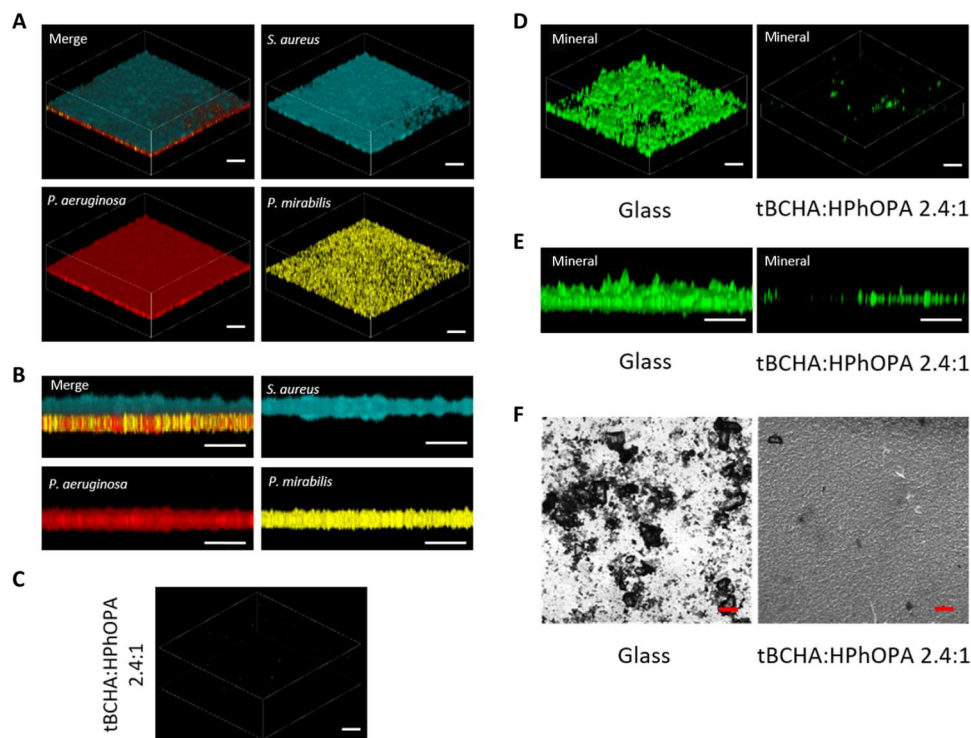 A
Merge
S. aureus
P. aeruginosa
P. mirabilis
B
Merge
S. aureus
P. aeruginosa
P. mirabilis
C
tBCHA:HPhOPA
2.4:1
D
Mineral
Mineral
Glass
tBCHA:HPhOPA 2.4:1
E
Mineral
Mineral
Glass
tBCHA:HPhOPA 2.4:1
F
Glass
tBCHA:HPhOPA 2.4:1